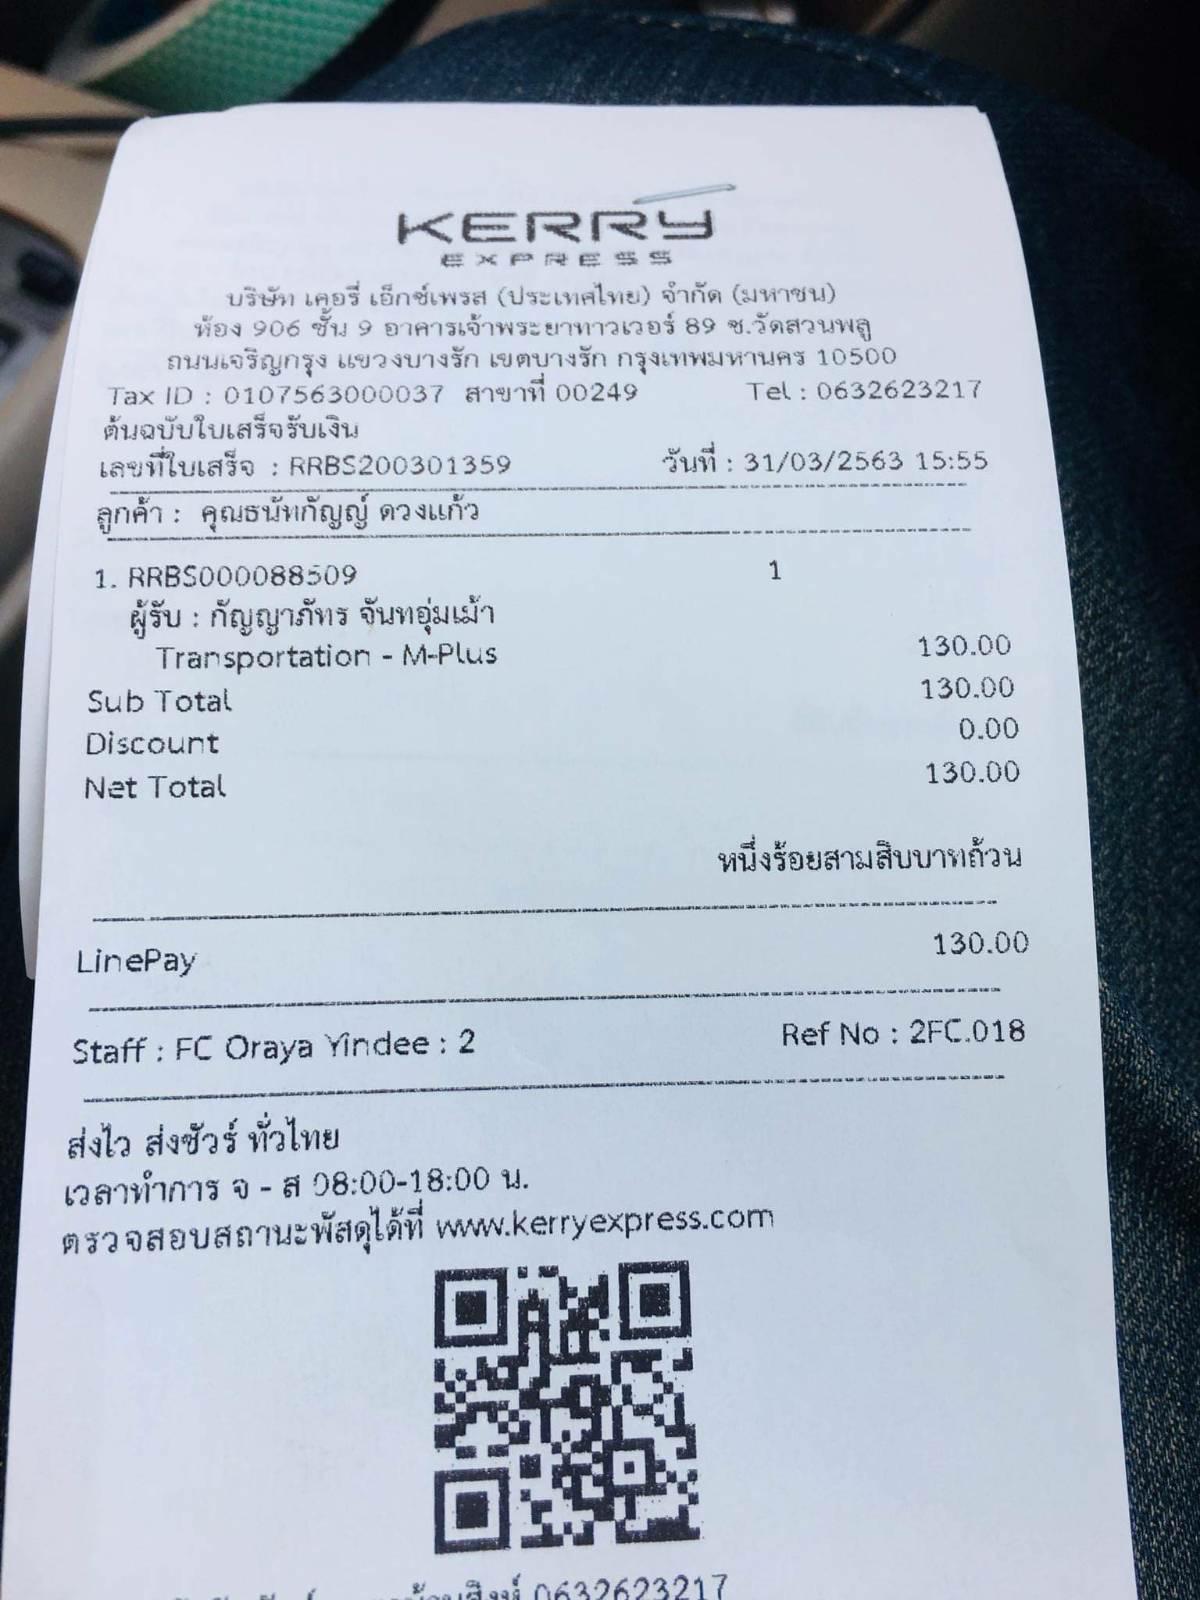 KERRY
EXPRESS
บริษัท เคอรี่ เอ็กซ์เพรส (ประเทศไทย) จำกัด (มหาชน)
ห้อง 906 ชั้น 9 อาคารเจ้าพระยาทาวเวอร์ 89 ซ.วัดสวนพลู
ถนนเจริญกรุง แขวงบางรัก เขตบางรัก กรุงเทพมหานคร 10500
Tax ID : 0107563000037 สาขาที่ 00249 Tel : 0632623217
ต้นฉบับใบเสร็จรับเงิน
เลขที่ใบเสร็จ : RRBS200301359 วันที่ : 31/03/2563 15:55
ลูกค้า : คุณธนัทกัญญ์ ดวงแก้ว
1. RRBS000088509 1
ผู้รับ : กัญญาภัทร จันทอุ่มเม้า
Transportation - M-Plus 130.00
Sub Total 130.00
Discount 0.00
Net Total 130.00
หนึ่งร้อยสามสิบบาทถ้วน
LinePay 130.00
Staff : FC Oraya Yindee : 2 Ref No : 2FC.018
ส่งไว ส่งชัวร์ ทั่วไทย
เวลาทำการ จ - ส 08:00-18:00 น.
ตรวจสอบสถานะพัสดุได้ที่ www.kerryexpress.com
0632623217